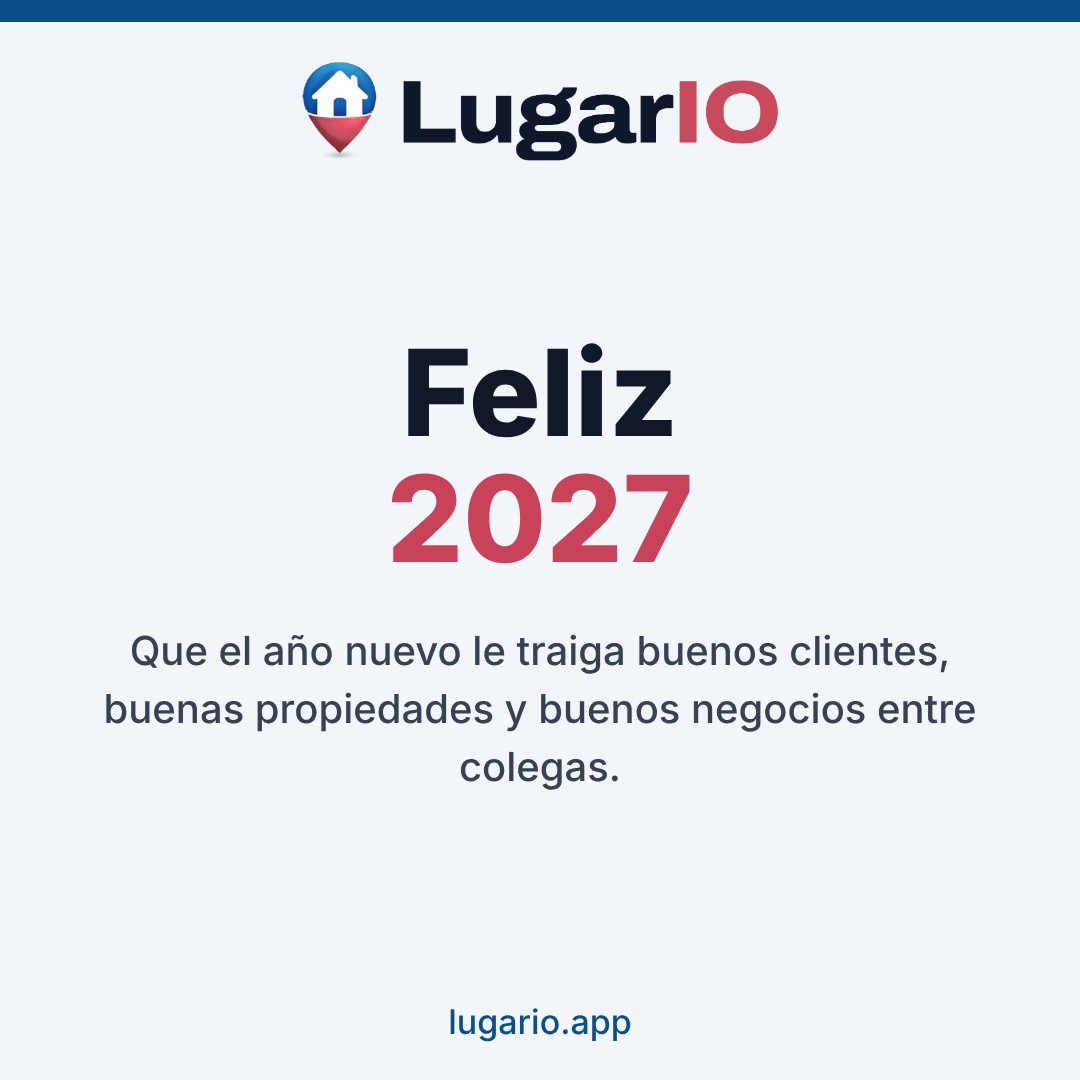 LugarIO
Feliz
2027
Que el año nuevo le traiga buenos clientes,
buenas propiedades y buenos negocios entre
colegas.
lugario.app